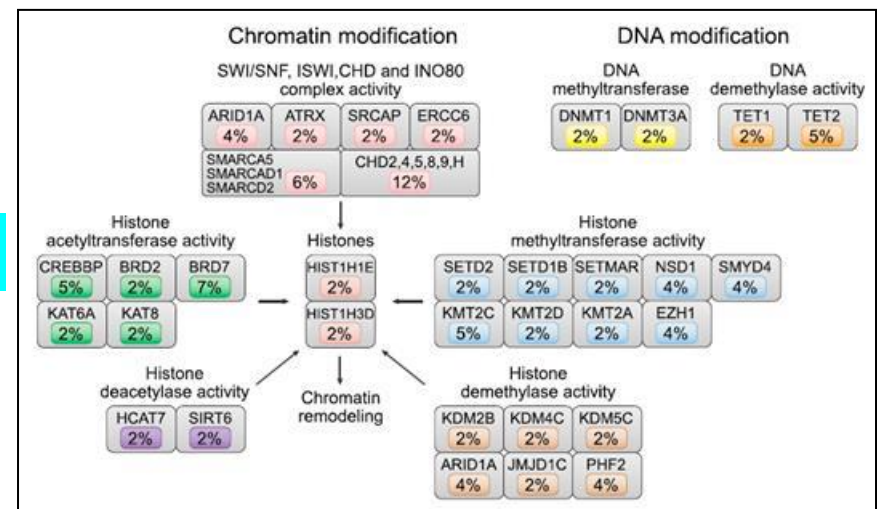 Chromatin modification
DNA modification
SWI/SNF, ISWI,CHD and INO80
complex activity
ARID1A ATRX SRCAP ERCC6
4% 2% 2% 2%
SMARCA5
SMARCAD1
SMARCD2 6%
CHD2,4,5,8,9,H
12%
DNA
methyltransferase
DNMT1 DNMT3A
2% 2%
DNA
demethylase activity
TET1 TET2
2% 5%
Histone
acetyltransferase activity
CREBBP BRD2 BRD7
5% 2% 7%
KAT6A KAT8
2% 2%
Histones
HIST1H1E
2%
HIST1H3D
2%
Histone
methyltransferase activity
SETD2 SETD1B SETMAR NSD1 SMYD4
2% 2% 2% 4% 4%
KMT2C KMT2D KMT2A EZH1
5% 2% 2% 4%
Histone
deacetylase activity
HCAT7 SIRT6
2% 2%
Chromatin
remodeling
Histone
demethylase activity
KDM2B KDM4C KDM5C
2% 2% 2%
ARID1A JMJD1C PHF2
4% 2% 4%